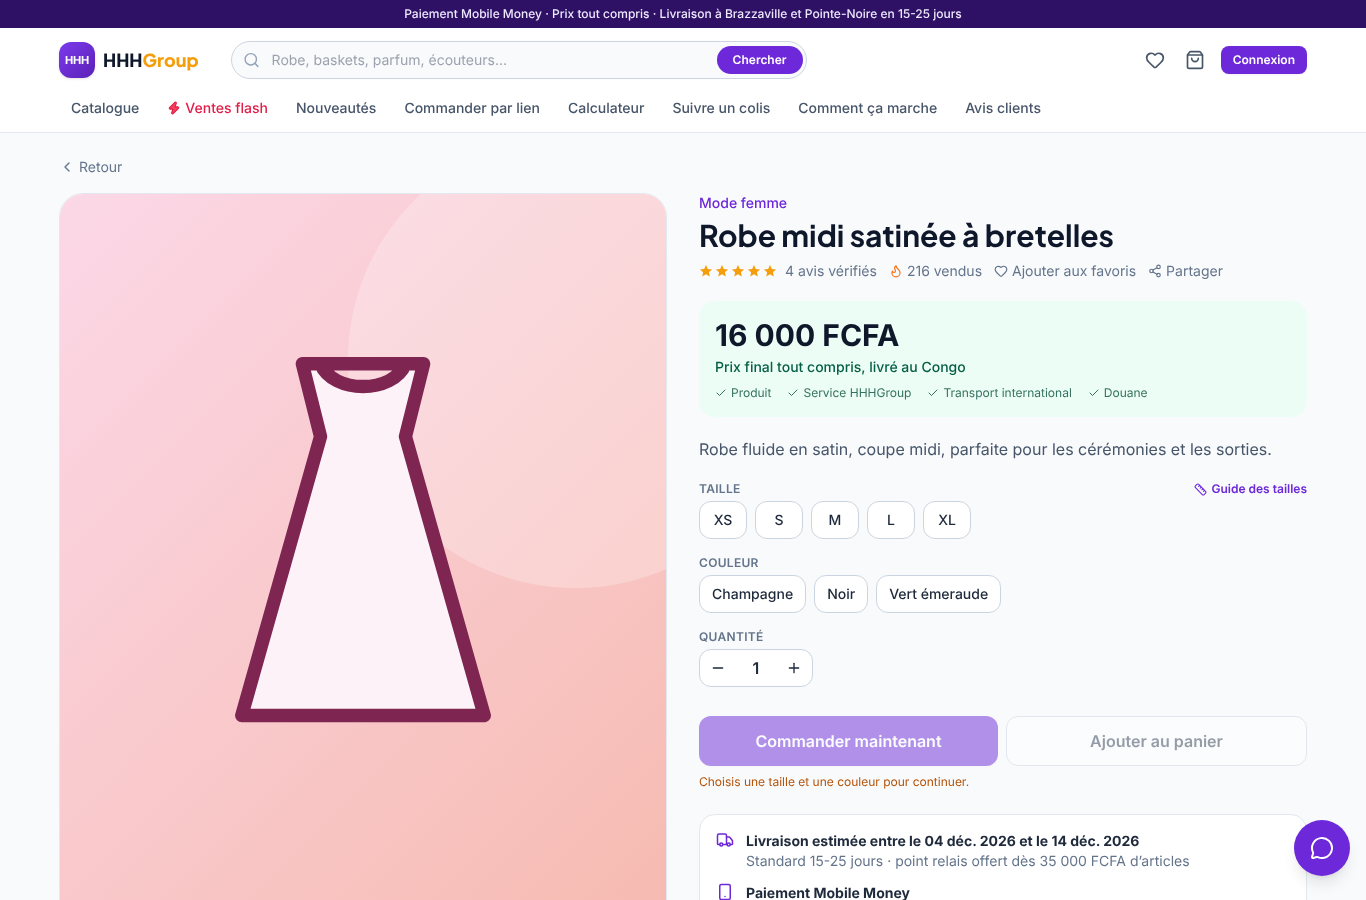 Paiement Mobile Money · Prix tout compris · Livraison à Brazzaville et Pointe-Noire en 15-25 jours
HHH HHHGroup
Robe, baskets, parfum, écouteurs...
Chercher
Connexion
Catalogue
Ventes flash
Nouveautés
Commander par lien
Calculateur
Suivre un colis
Comment ça marche
Avis clients
Retour
Mode femme
Robe midi satinée à bretelles
4 avis vérifiés
216 vendus
Ajouter aux favoris
Partager
16 000 FCFA
Prix final tout compris, livré au Congo
Produit
Service HHHGroup
Transport international
Douane
Robe fluide en satin, coupe midi, parfaite pour les cérémonies et les sorties.
TAILLE
Guide des tailles
XS
S
M
L
XL
COULEUR
Champagne
Noir
Vert émeraude
QUANTITÉ
1
Commander maintenant
Ajouter au panier
Choisis une taille et une couleur pour continuer.
Livraison estimée entre le 04 déc. 2026 et le 14 déc. 2026
Standard 15-25 jours · point relais offert dès 35 000 FCFA d’articles
Paiement Mobile Money